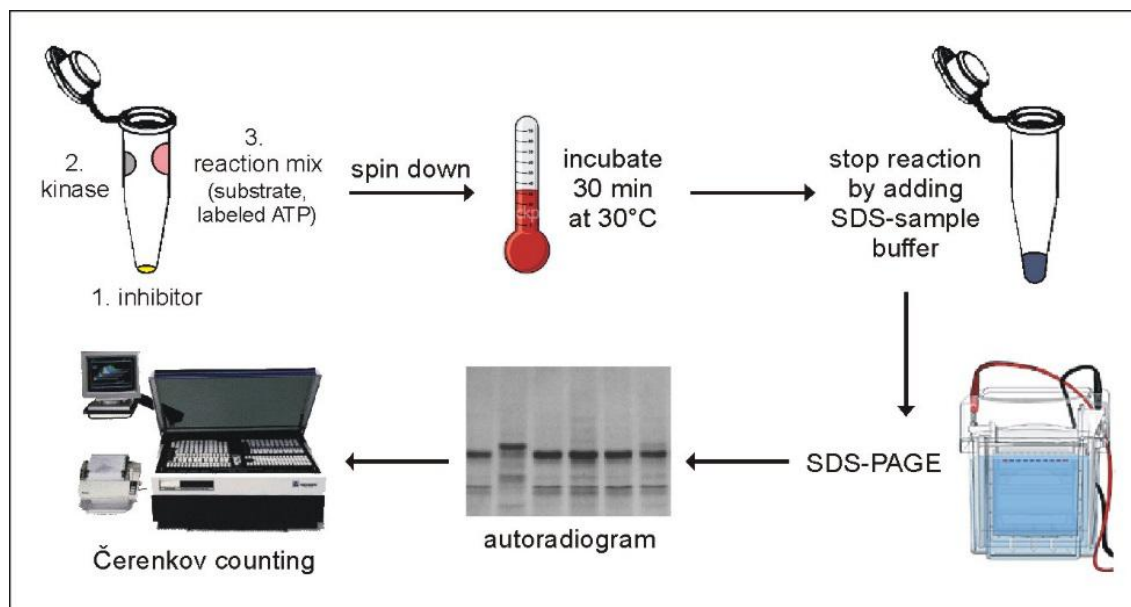 2.
kinase
3.
reaction mix
(substrate,
labeled ATP)
1. inhibitor
spin down
incubate
30 min
at 30°C
stop reaction
by adding
SDS-sample
buffer
SDS-PAGE
autoradiogram
Čerenkov counting